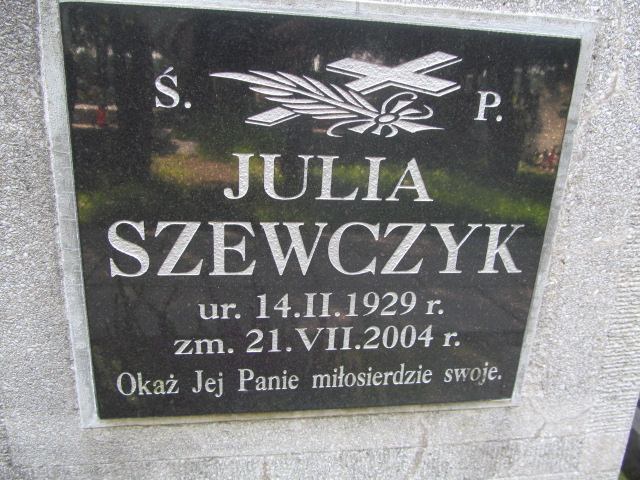 Ś. P.
JULIA
SZEWCZYK
ur. 14.II.1929 r.
zm. 21.VII.2004 r.
Okaż Jej Panie miłosierdzie swoje.